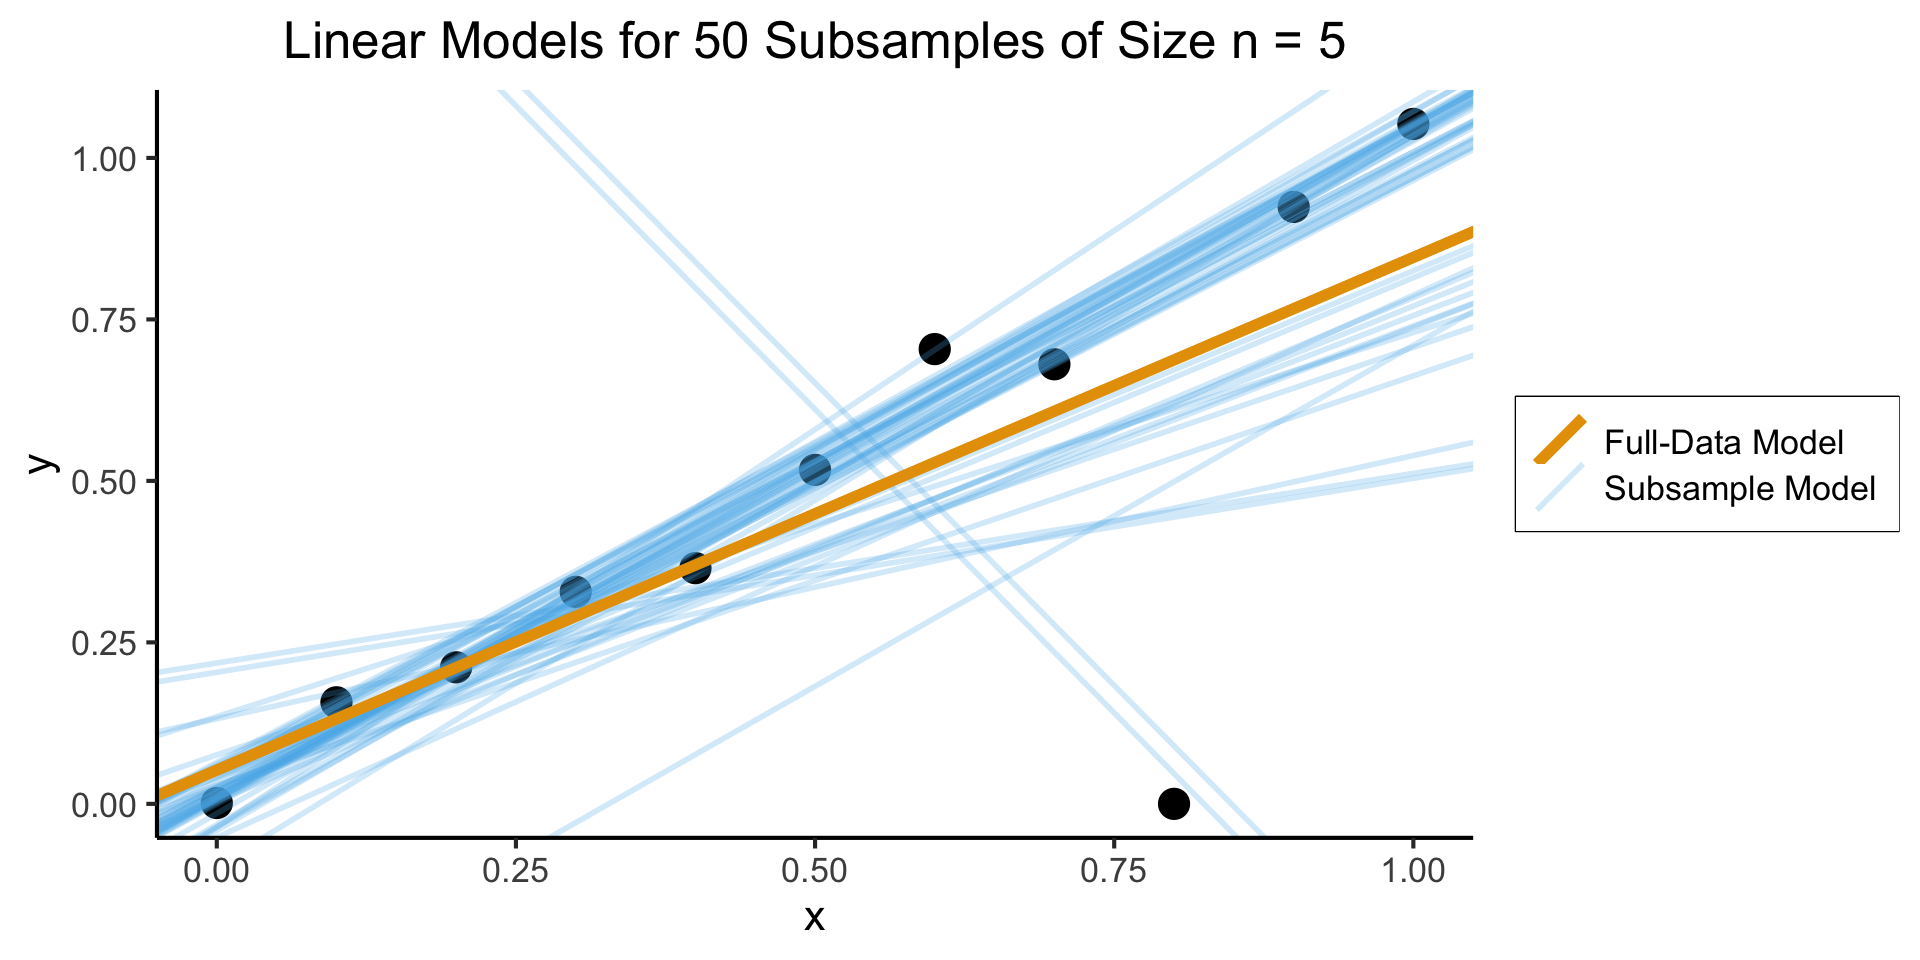 Linear Models for 50 Subsamples of Size n = 5
1.00
0.75
0.50
0.25
0.00
y
0.00 0.25 0.50 0.75 1.00
x
Full-Data Model
Subsample Model